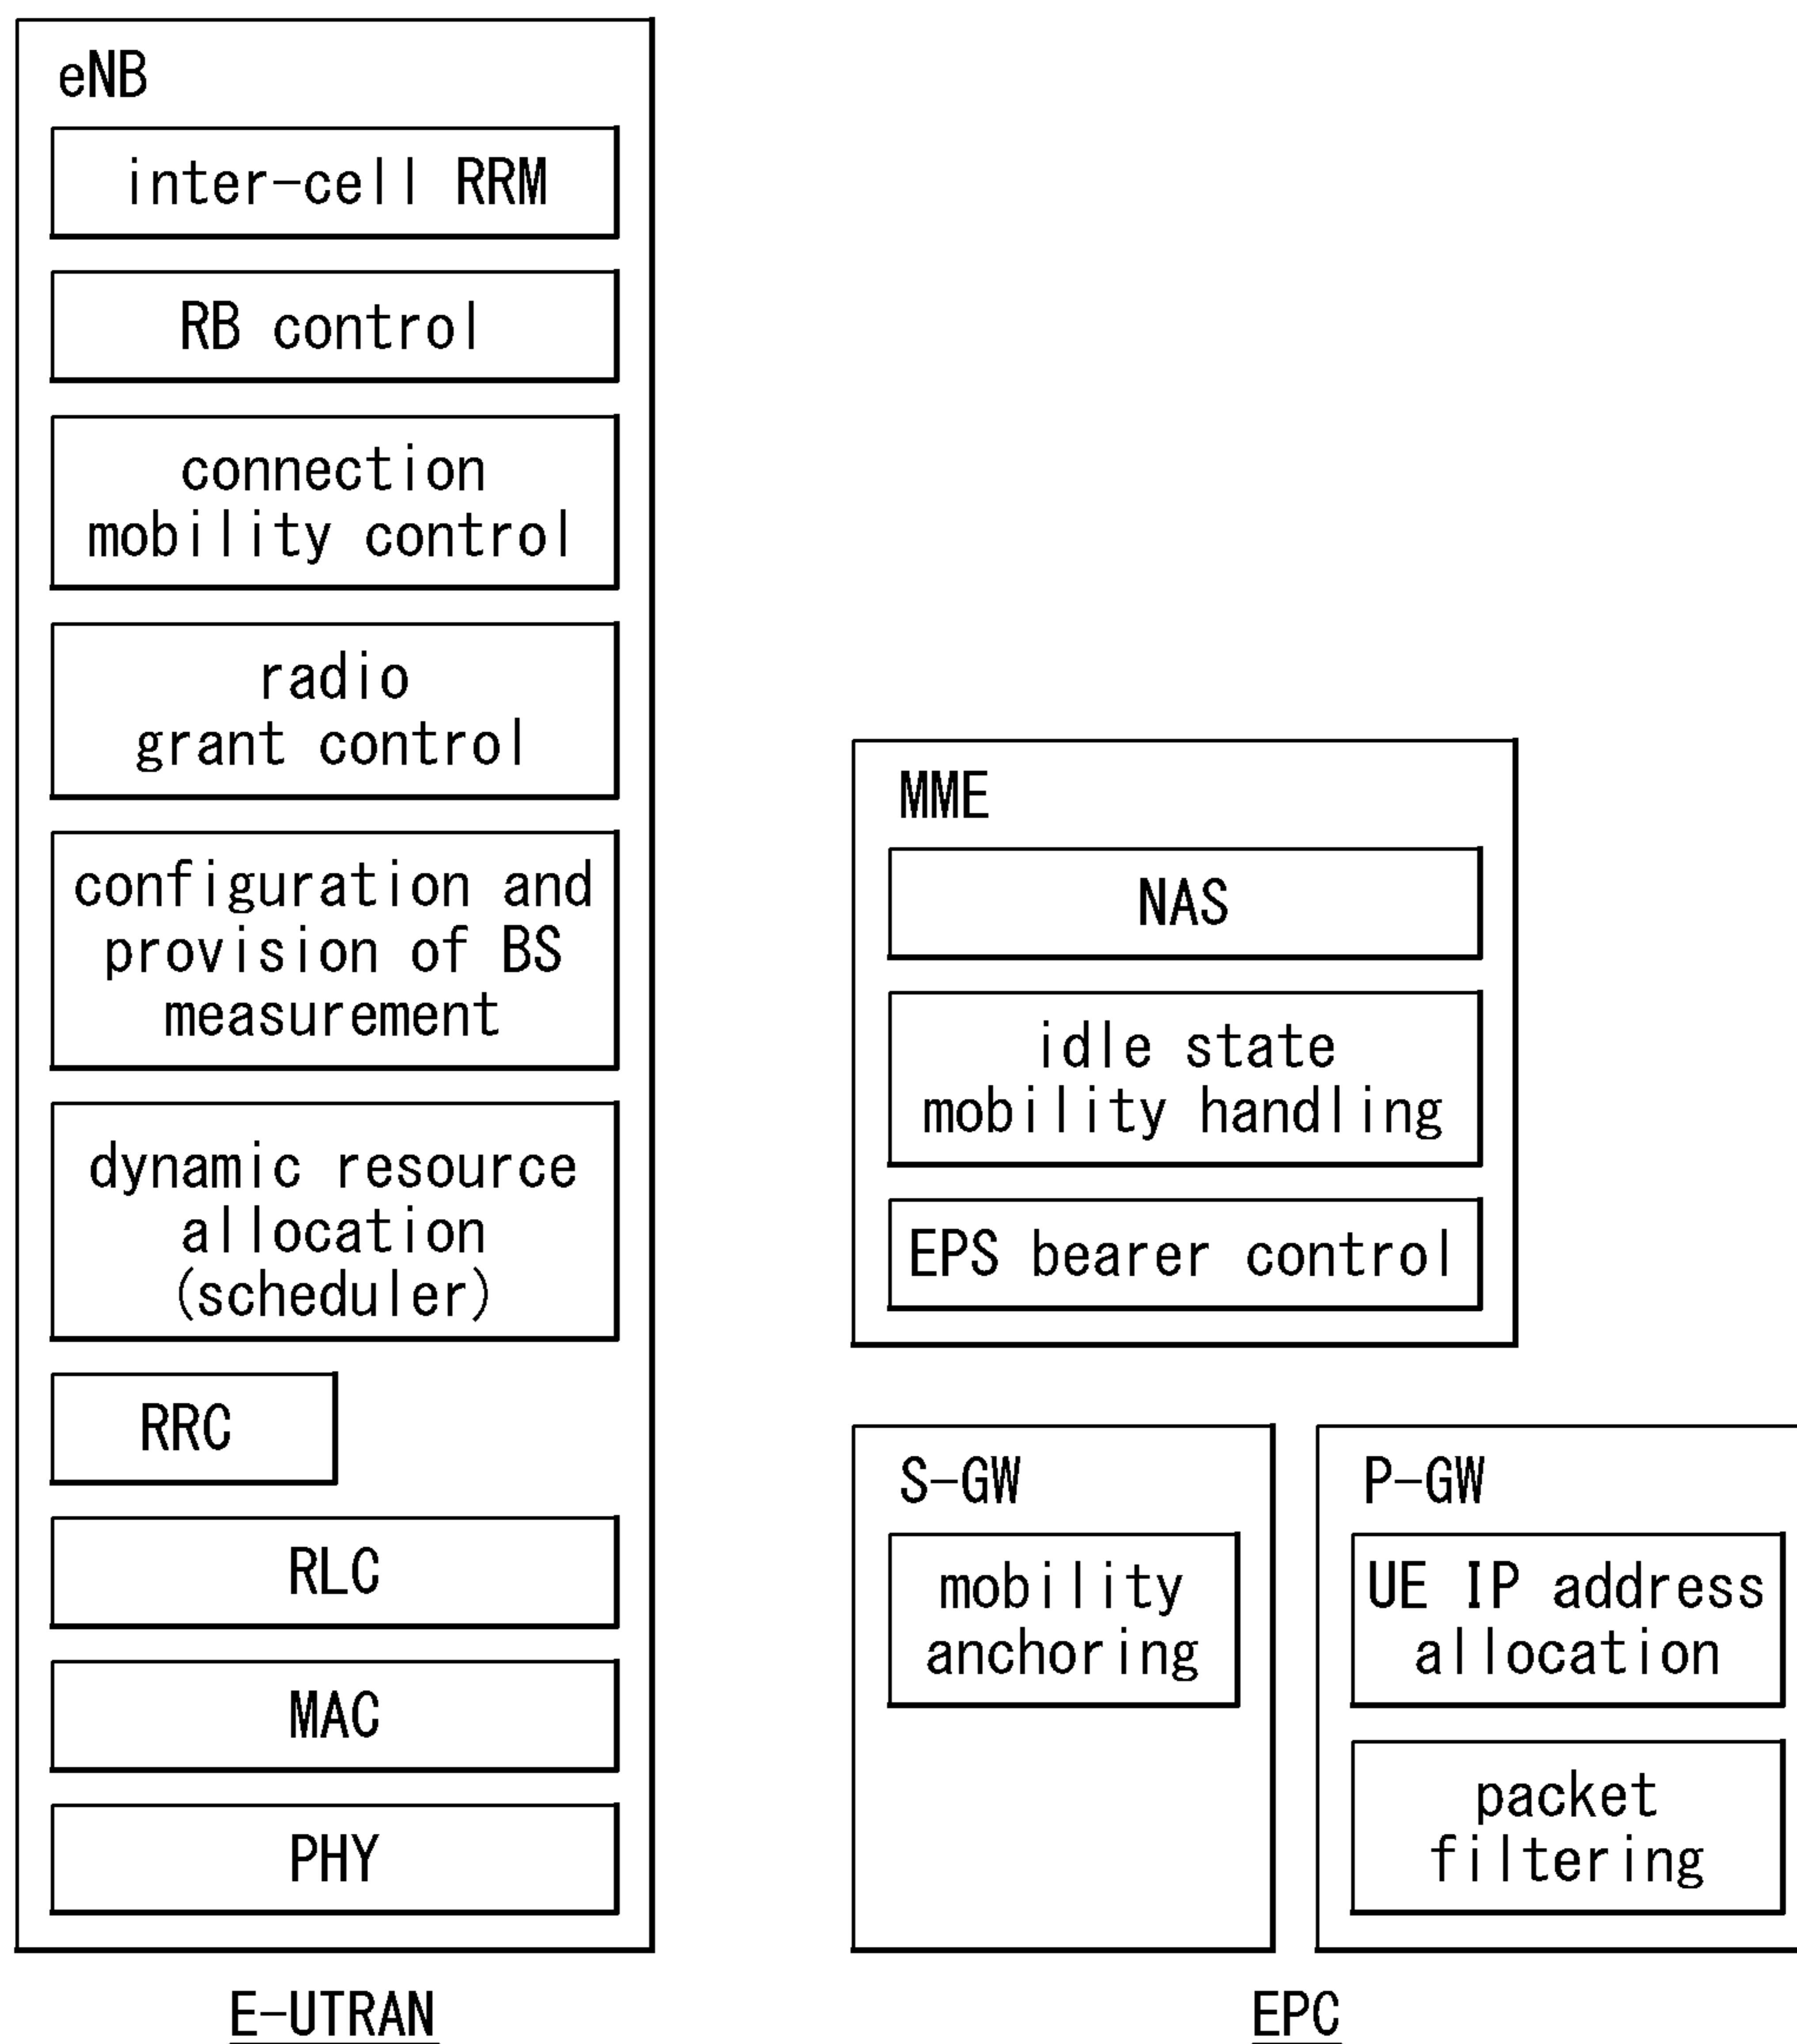 eNB
inter-cell RRM
RB control
connection
mobility control
radio
grant control
configuration and
provision of BS
measurement
dynamic resource
allocation
(scheduler)
RRC
RLC
MAC
PHY
E-UTRAN
MME
NAS
idle state
mobility handling
EPS bearer control
S-GW
mobility
anchoring
P-GW
UE IP address
allocation
packet
filtering
EPC